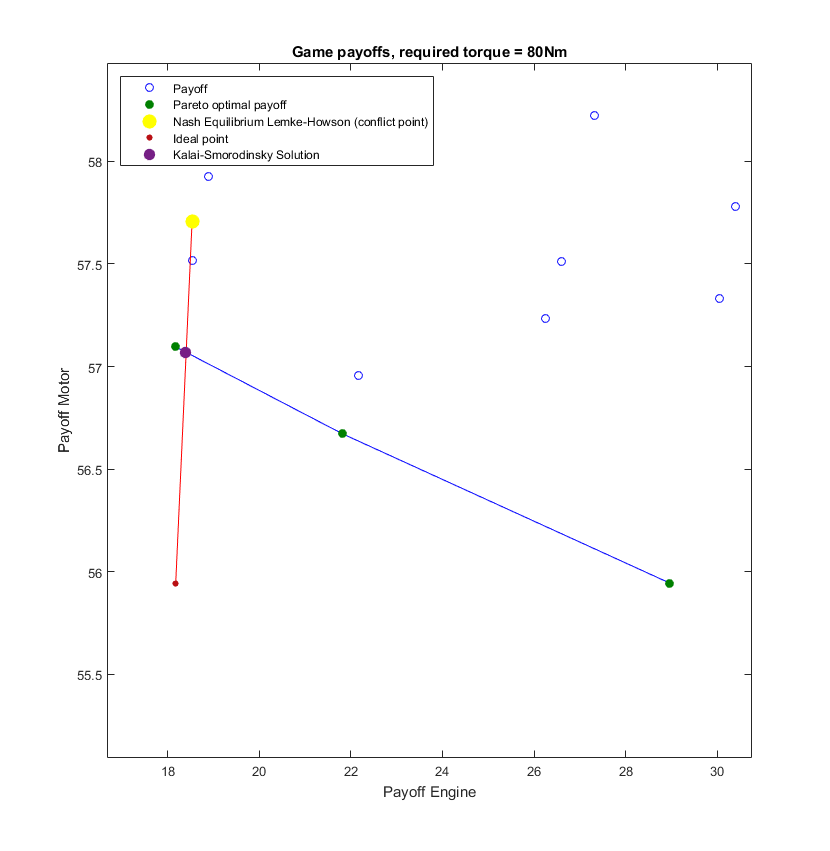 Game payoffs, required torque = 80Nm
Payoff
Pareto optimal payoff
Nash Equilibrium Lemke-Howson (conflict point)
Ideal point
Kalai-Smorodinsky Solution
58
57.5
57
56.5
56
55.5
Payoff Motor
18 20 22 24 26 28 30
Payoff Engine